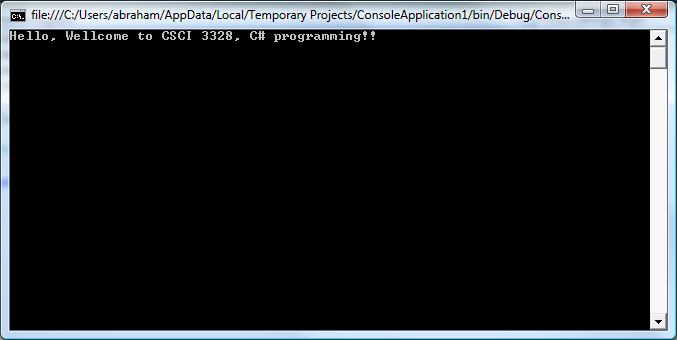 file:///C:/Users/abraham/AppData/Local/Temporary Projects/ConsoleApplication1/bin/Debug/Cons...
Hello, Wellcome to CSCI 3328, C# programming!!